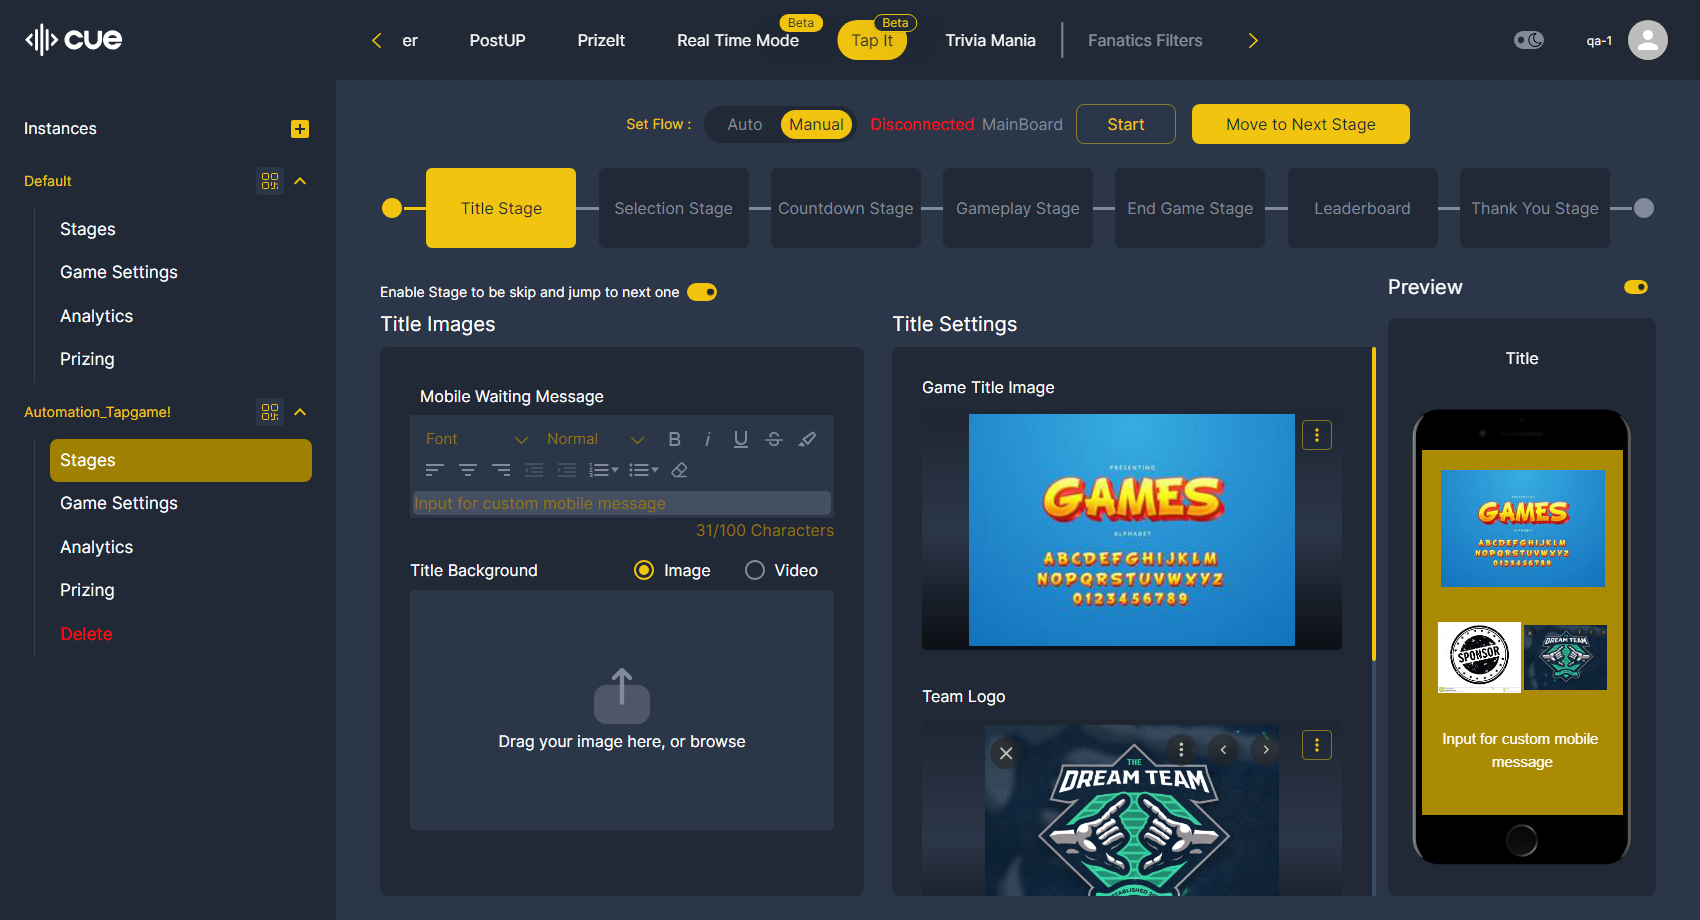 cue
er
PostUP
PrizeIt
Real Time Mode
Beta
Tap It
Beta
Trivia Mania
Fanatics Filters
qa-1
Instances
Default
Stages
Game Settings
Analytics
Prizing
Automation_Tapgame!
Stages
Game Settings
Analytics
Prizing
Delete
Set Flow :
Auto
Manual
Disconnected MainBoard
Start
Move to Next Stage
Title Stage
Selection Stage
Countdown Stage
Gameplay Stage
End Game Stage
Leaderboard
Thank You Stage
Enable Stage to be skip and jump to next one
Title Images
Mobile Waiting Message
Font
Normal
B i U S
Input for custom mobile message
31/100 Characters
Title Background
Image
Video
Drag your image here, or browse
Title Settings
Game Title Image
PRESENTING
GAMES
ALPHABET
ABCDEFGHIJKLM
NOPQRSTUVWXYZ
0123456789
Team Logo
THE
DREAM TEAM
Preview
Title
PRESENTING
GAMES
ALPHABET
ABCDEFGHIJKLM
NOPQRSTUVWXYZ
0123456789
SPONSOR
DREAM TEAM
Input for custom mobile
message